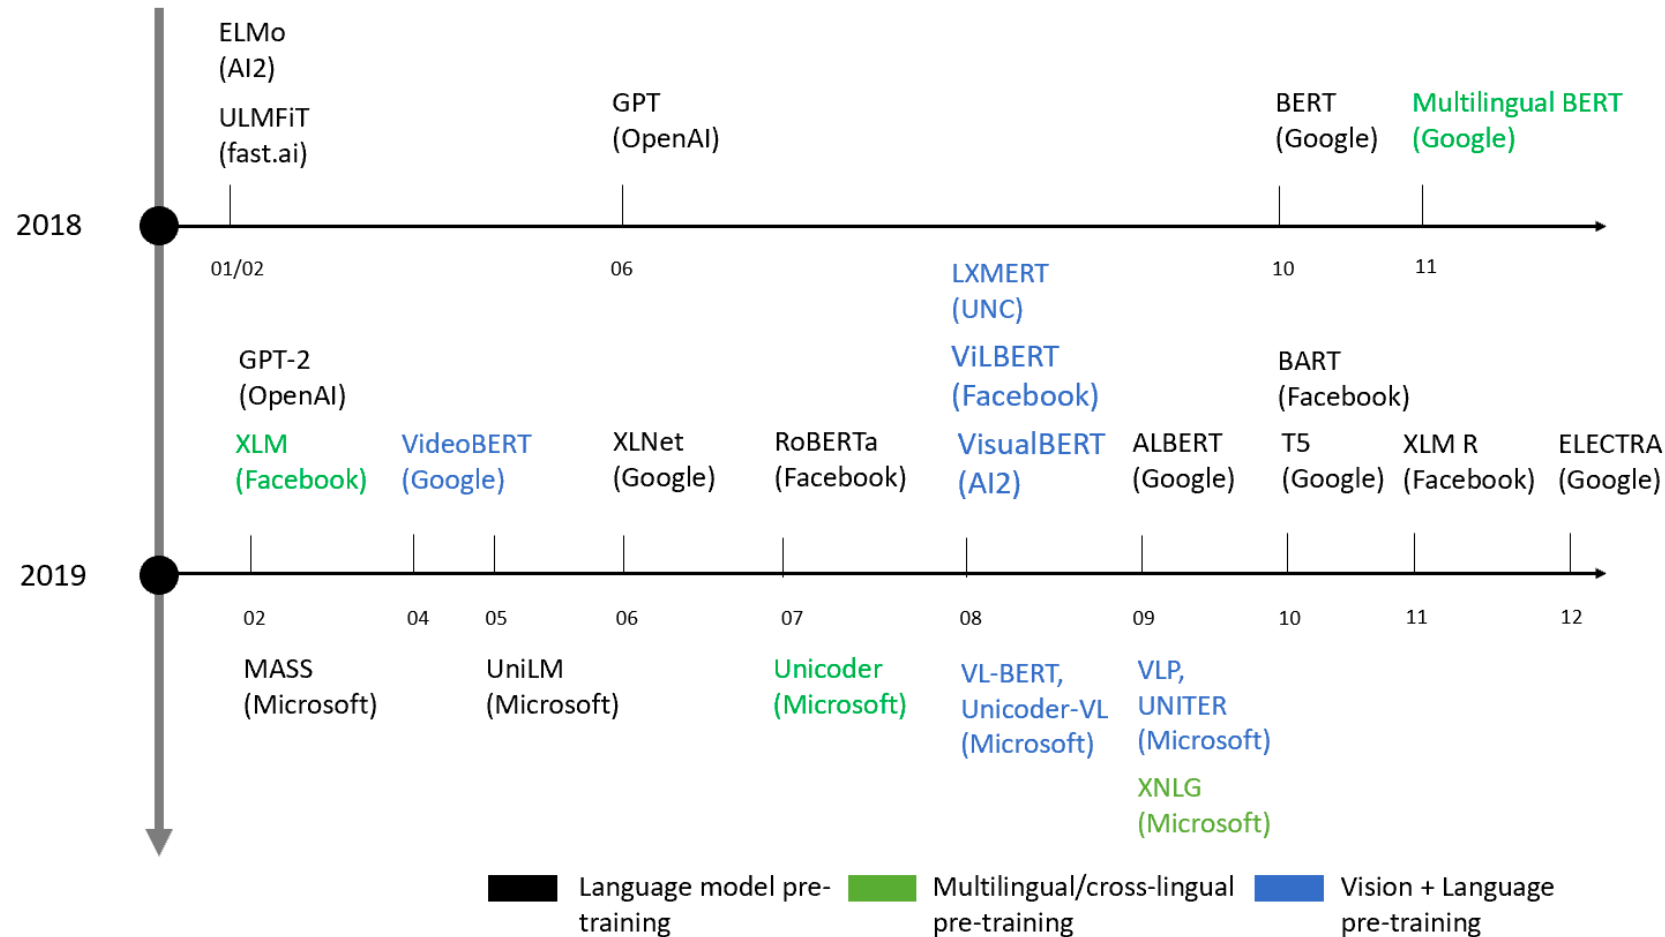 ELMo
(AI2)
ULMFiT
(fast.ai)
GPT
(OpenAI)
BERT
(Google)
Multilingual BERT
(Google)
2018
01/02
06
10
11
GPT-2
(OpenAI)
XLM
(Facebook)
VideoBERT
(Google)
XLNet
(Google)
RoBERTa
(Facebook)
LXMERT
(UNC)
ViLBERT
(Facebook)
VisualBERT
(AI2)
ALBERT
(Google)
BART
(Facebook)
T5
(Google)
XLM R
(Facebook)
ELECTRA
(Google)
2019
02
04
05
06
07
08
09
10
11
12
MASS
(Microsoft)
UniLM
(Microsoft)
Unicoder
(Microsoft)
VL-BERT,
Unicoder-VL
(Microsoft)
VLP,
UNITER
(Microsoft)
XNLG
(Microsoft)
Language model pre-
training
Multilingual/cross-lingual
pre-training
Vision + Language
pre-training